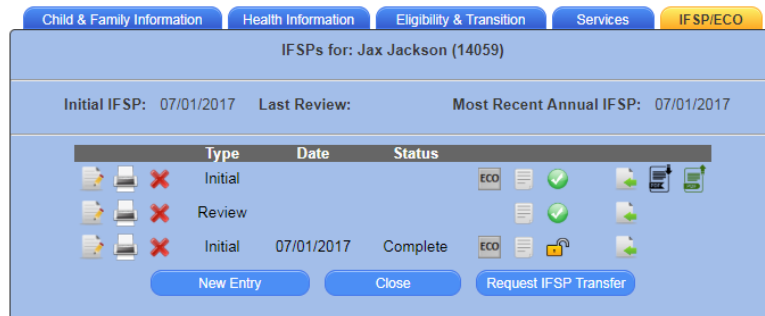 Child & Family Information Health Information Eligibility & Transition Services IFSP/ECO
IFSPs for: Jax Jackson (14059)
Initial IFSP: 07/01/2017 Last Review: Most Recent Annual IFSP: 07/01/2017
Type Date Status
Initial ECO
Review
Initial 07/01/2017 Complete ECO
New Entry Close Request IFSP Transfer